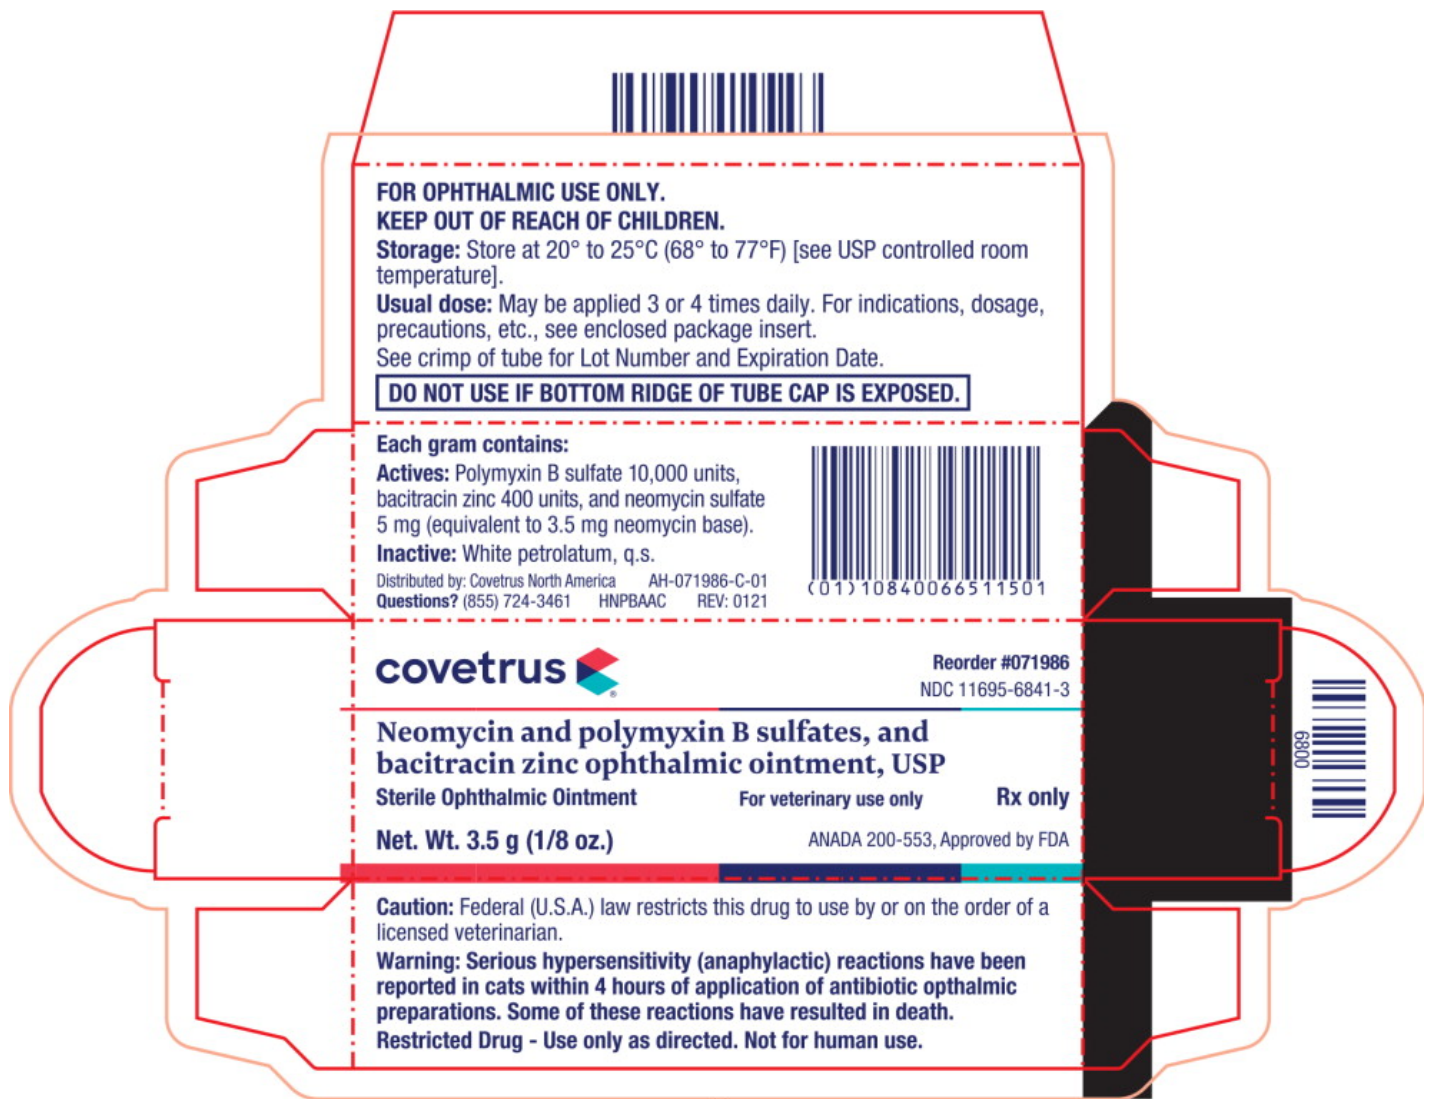 FOR OPHTHALMIC USE ONLY.
KEEP OUT OF REACH OF CHILDREN.
Storage: Store at 20° to 25°C (68° to 77°F) [see USP controlled room
temperature].
Usual dose: May be applied 3 or 4 times daily. For indications, dosage,
precautions, etc., see enclosed package insert.
See crimp of tube for Lot Number and Expiration Date.
DO NOT USE IF BOTTOM RIDGE OF TUBE CAP IS EXPOSED.
Each gram contains:
Actives: Polymyxin B sulfate 10,000 units,
bacitracin zinc 400 units, and neomycin sulfate
5 mg (equivalent to 3.5 mg neomycin base).
Inactive: White petrolatum, q.s.
Distributed by: Covetrus North America AH-071986-C-01
Questions? (855) 724-3461 HNPBAAC REV: 0121
(01)10840066511501
covetrus ®
Reorder #071986
NDC 11695-6841-3
Neomycin and polymyxin B sulfates, and
bacitracin zinc ophthalmic ointment, USP
Sterile Ophthalmic Ointment For veterinary use only Rx only
Net. Wt. 3.5 g (1/8 oz.) ANADA 200-553, Approved by FDA
0089
Caution: Federal (U.S.A.) law restricts this drug to use by or on the order of a
licensed veterinarian.
Warning: Serious hypersensitivity (anaphylactic) reactions have been
reported in cats within 4 hours of application of antibiotic opthalmic
preparations. Some of these reactions have resulted in death.
Restricted Drug - Use only as directed. Not for human use.